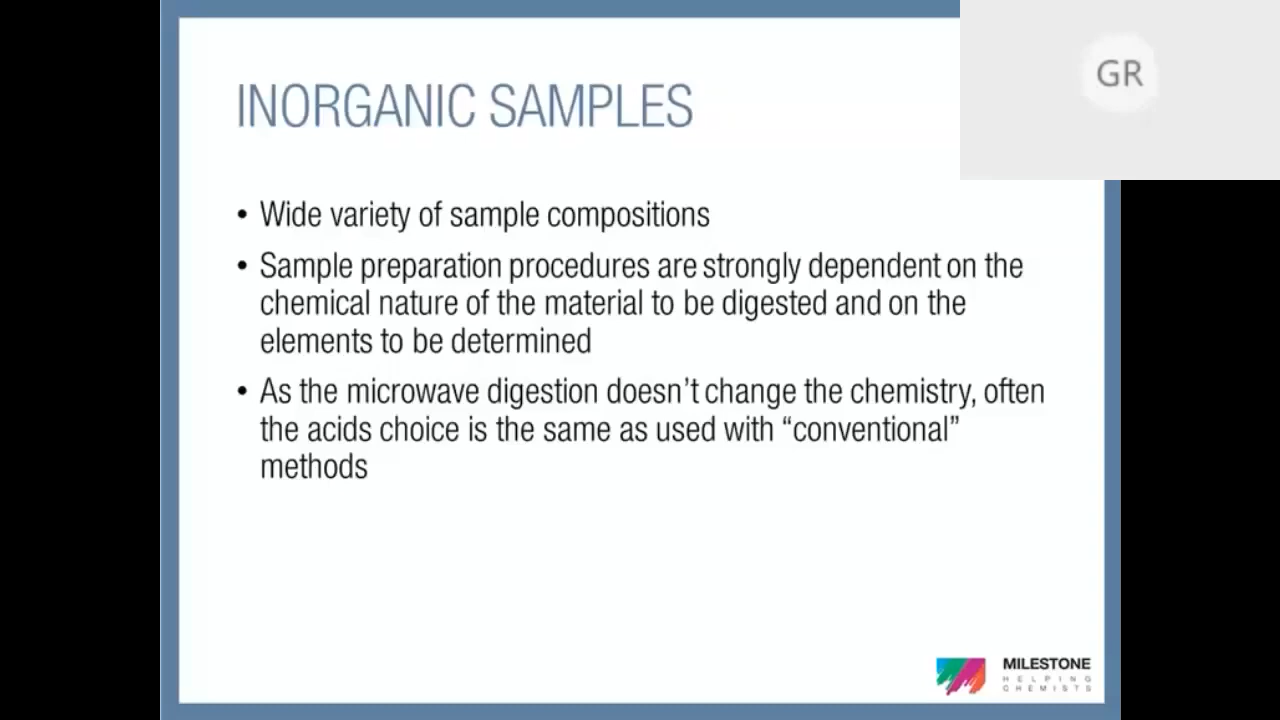 GR
INORGANIC SAMPLES
• Wide variety of sample compositions
• Sample preparation procedures are strongly dependent on the
chemical nature of the material to be digested and on the
elements to be determined
• As the microwave digestion doesn’t change the chemistry, often
the acids choice is the same as used with “conventional”
methods
MILESTONE
HELPING
CHEMISTS